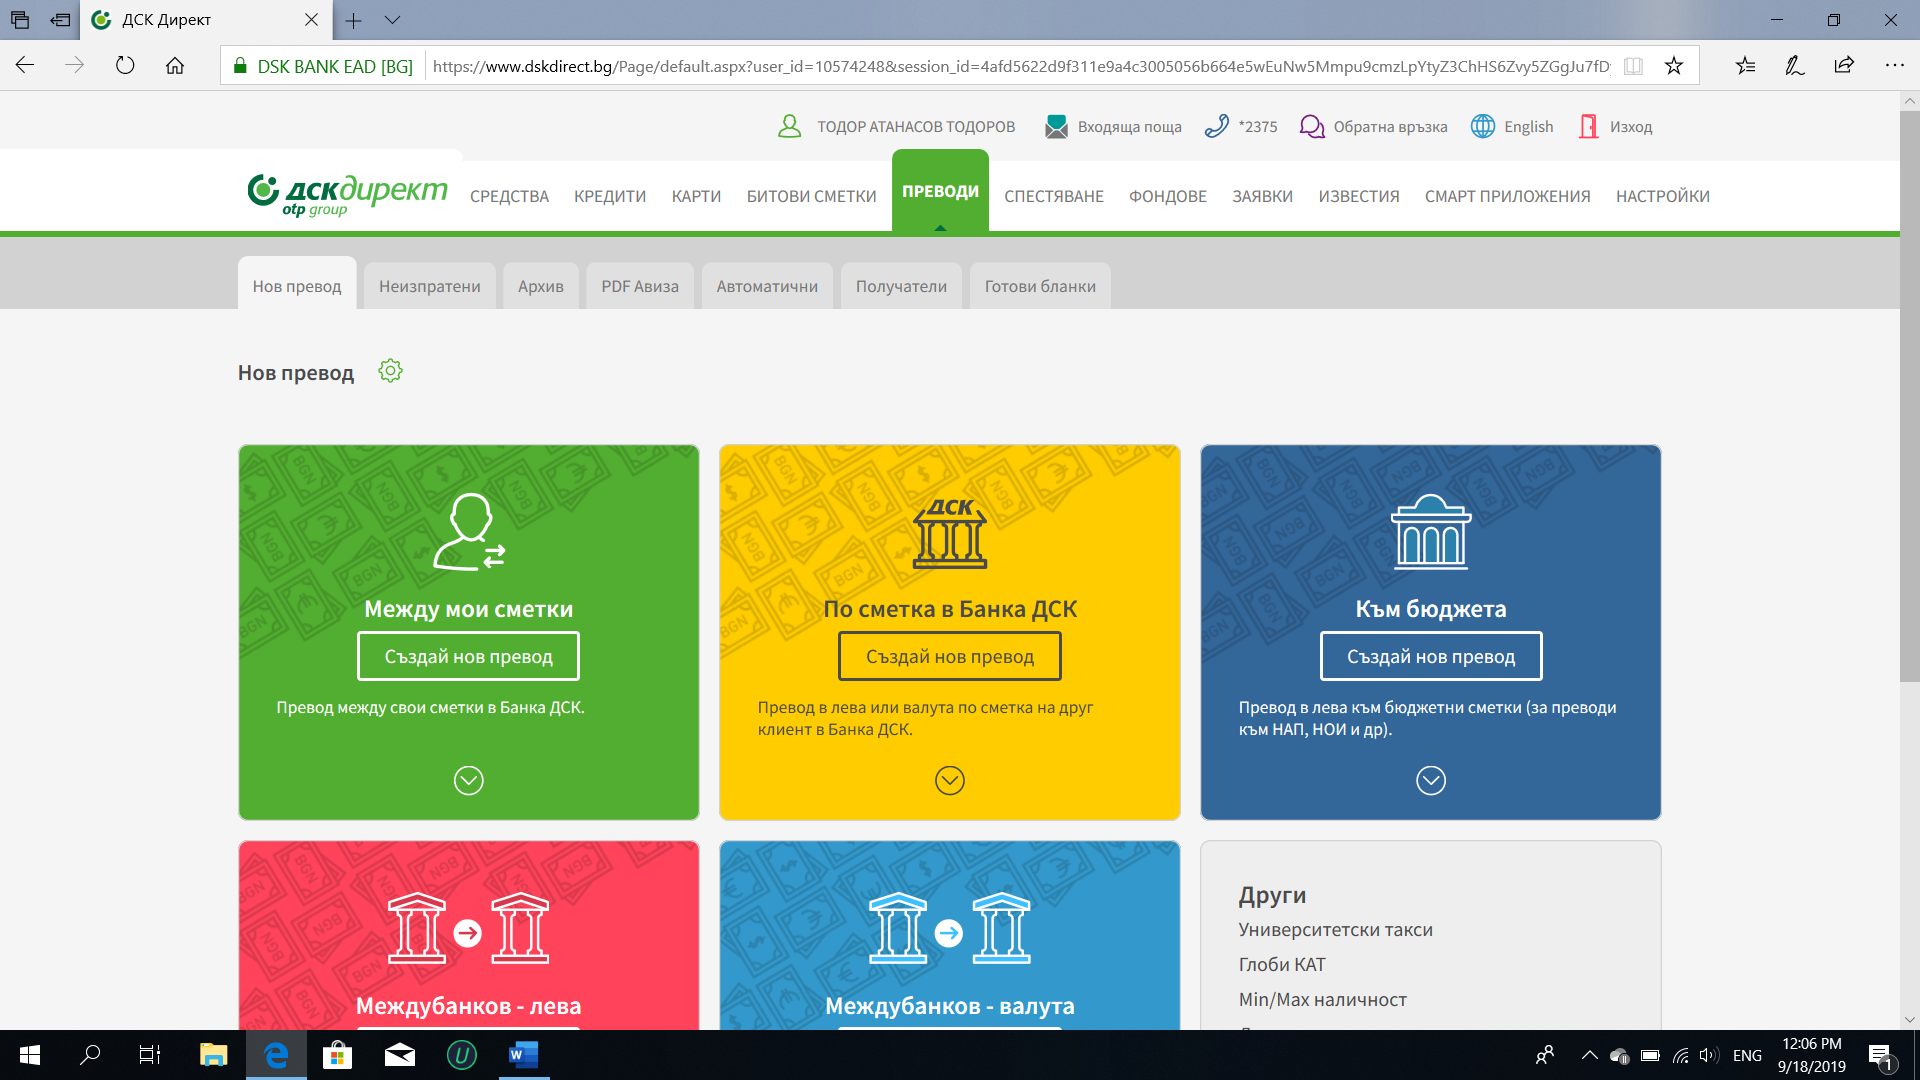 ДСК Директ
DSK BANK EAD [BG]
https://www.dskdirect.bg/Page/default.aspx?user_id=10574248&session_id=4afd5622d9f311e9a4c3005056b664e5wEuNw5Mmpu9cmzLpYtyZ3ChHS6Zvy5ZGgJu7fD
ТОДОР АТАНАСОВ ТОДОРОВ Входяща поща *2375 Обратна връзка English Изход
дскдирект
otp group
СРЕДСТВА КРЕДИТИ КАРТИ БИТОВИ СМЕТКИ ПРЕВОДИ СПЕСТЯВАНЕ ФОНДОВЕ ЗАЯВКИ ИЗВЕСТИЯ СМАРТ ПРИЛОЖЕНИЯ НАСТРОЙКИ
Нов превод Неизпратени Архив PDF Авиза Автоматични Получатели Готови бланки
Нов превод
Между мои сметки
Създай нов превод
Превод между свои сметки в Банка ДСК.
ДСК
По сметка в Банка ДСК
Създай нов превод
Превод в лева или валута по сметка на друг
клиент в Банка ДСК.
Към бюджета
Създай нов превод
Превод в лева към бюджетни сметки (за преводи
към НАП, НОИ и др).
Междубанков - лева
Междубанков - валута
Други
Университетски такси
Глоби КАТ
Min/Max наличност
ENG
12:06 PM
9/18/2019
1